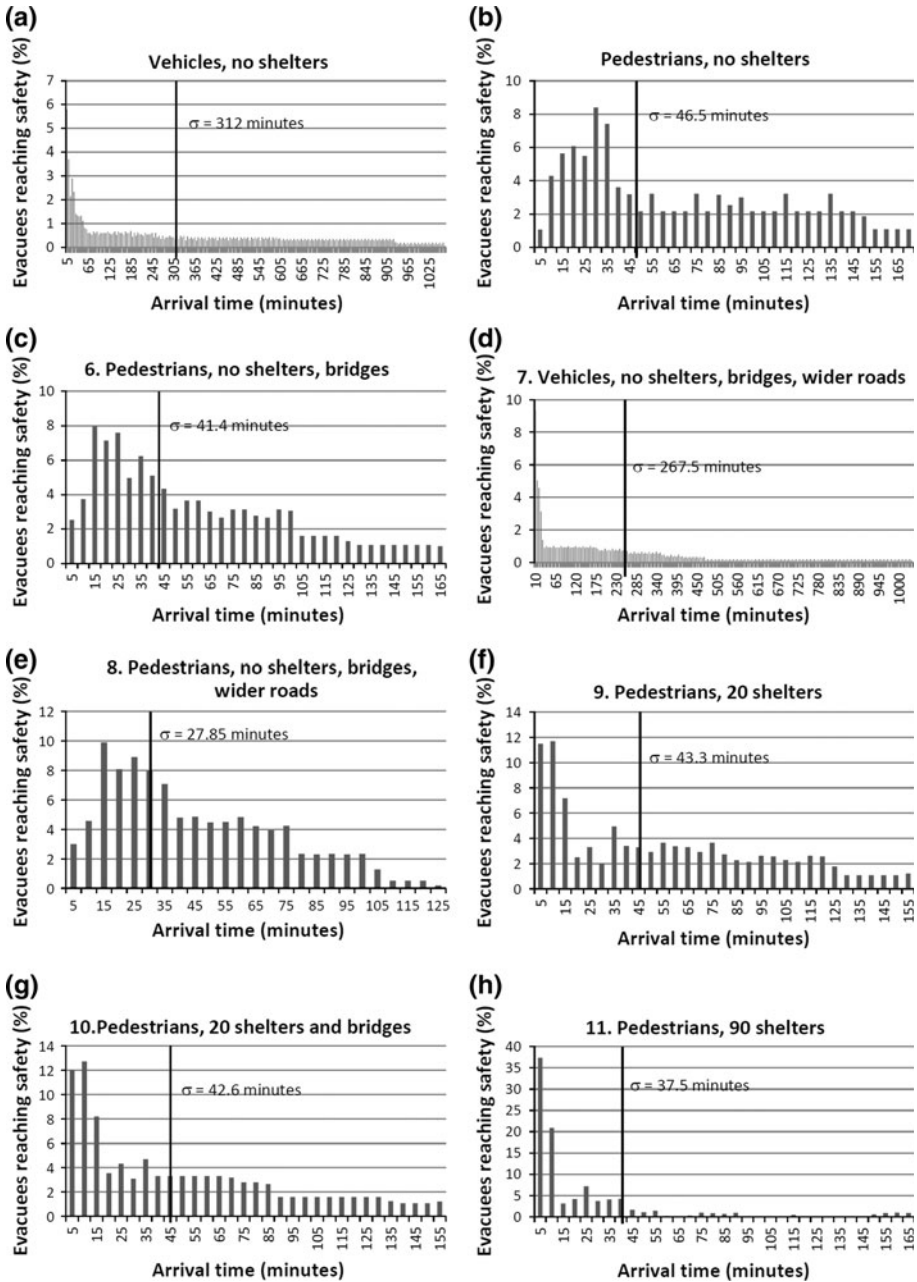 (a)
Vehicles, no shelters
Evacuees reaching safety (%)
7
6
5
4
3
2
1
0
σ = 312 minutes
5 65 125 185 245 305 365 425 485 545 605 665 725 785 845 905 965 1025
Arrival time (minutes)
(b)
Pedestrians, no shelters
Evacuees reaching safety (%)
10
8
6
4
2
0
σ = 46.5 minutes
5 15 25 35 45 55 65 75 85 95 105 115 125 135 145 155 165
Arrival time (minutes)
(c)
6. Pedestrians, no shelters, bridges
Evacuees reaching safety (%)
10
8
6
4
2
0
σ = 41.4 minutes
5 15 25 35 45 55 65 75 85 95 105 115 125 135 145 155 165
Arrival time (minutes)
(d)
7. Vehicles, no shelters, bridges, wider roads
Evacuees reaching safety (%)
10
8
6
4
2
0
σ = 267.5 minutes
10 65 120 175 230 285 340 395 450 505 560 615 670 725 780 835 890 945 1000
Arrival time (minutes)
(e)
8. Pedestrians, no shelters, bridges,
wider roads
Evacuees reaching safety (%)
12
10
8
6
4
2
0
σ = 27.85 minutes
5 15 25 35 45 55 65 75 85 95 105 115 125
Arrival time (minutes)
(f)
9. Pedestrians, 20 shelters
Evacuees reaching safety (%)
14
12
10
8
6
4
2
0
σ = 43.3 minutes
5 15 25 35 45 55 65 75 85 95 105 115 125 135 145 155
Arrival time (minutes)
(g)
10.Pedestrians, 20 shelters and bridges
Evacuees reaching safety (%)
14
12
10
8
6
4
2
0
σ = 42.6 minutes
5 15 25 35 45 55 65 75 85 95 105 115 125 135 145 155
Arrival time (minutes)
(h)
11. Pedestrians, 90 shelters
Evacuees reaching safety (%)
40
35
30
25
20
15
10
5
0
σ = 37.5 minutes
5 15 25 35 45 55 65 75 85 95 105 115 125 135 145 155 165
Arrival time (minutes)